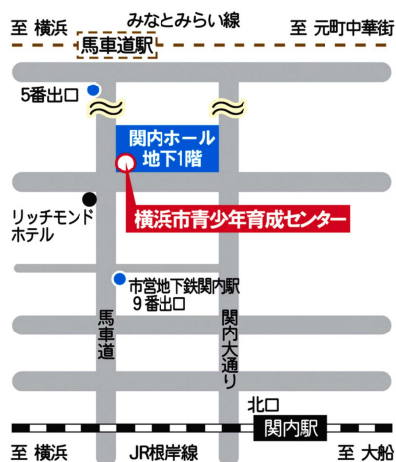 みなとみらい線
至 横浜
至 元町中華街
馬車道駅
5番出口
関内ホール
地下1階
横浜市青少年育成センター
リッチモンド
ホテル
市営地下鉄関内駅
9番出口
馬車道
関内大通り
北口
関内駅
至 横浜
JR根岸線
至 大船